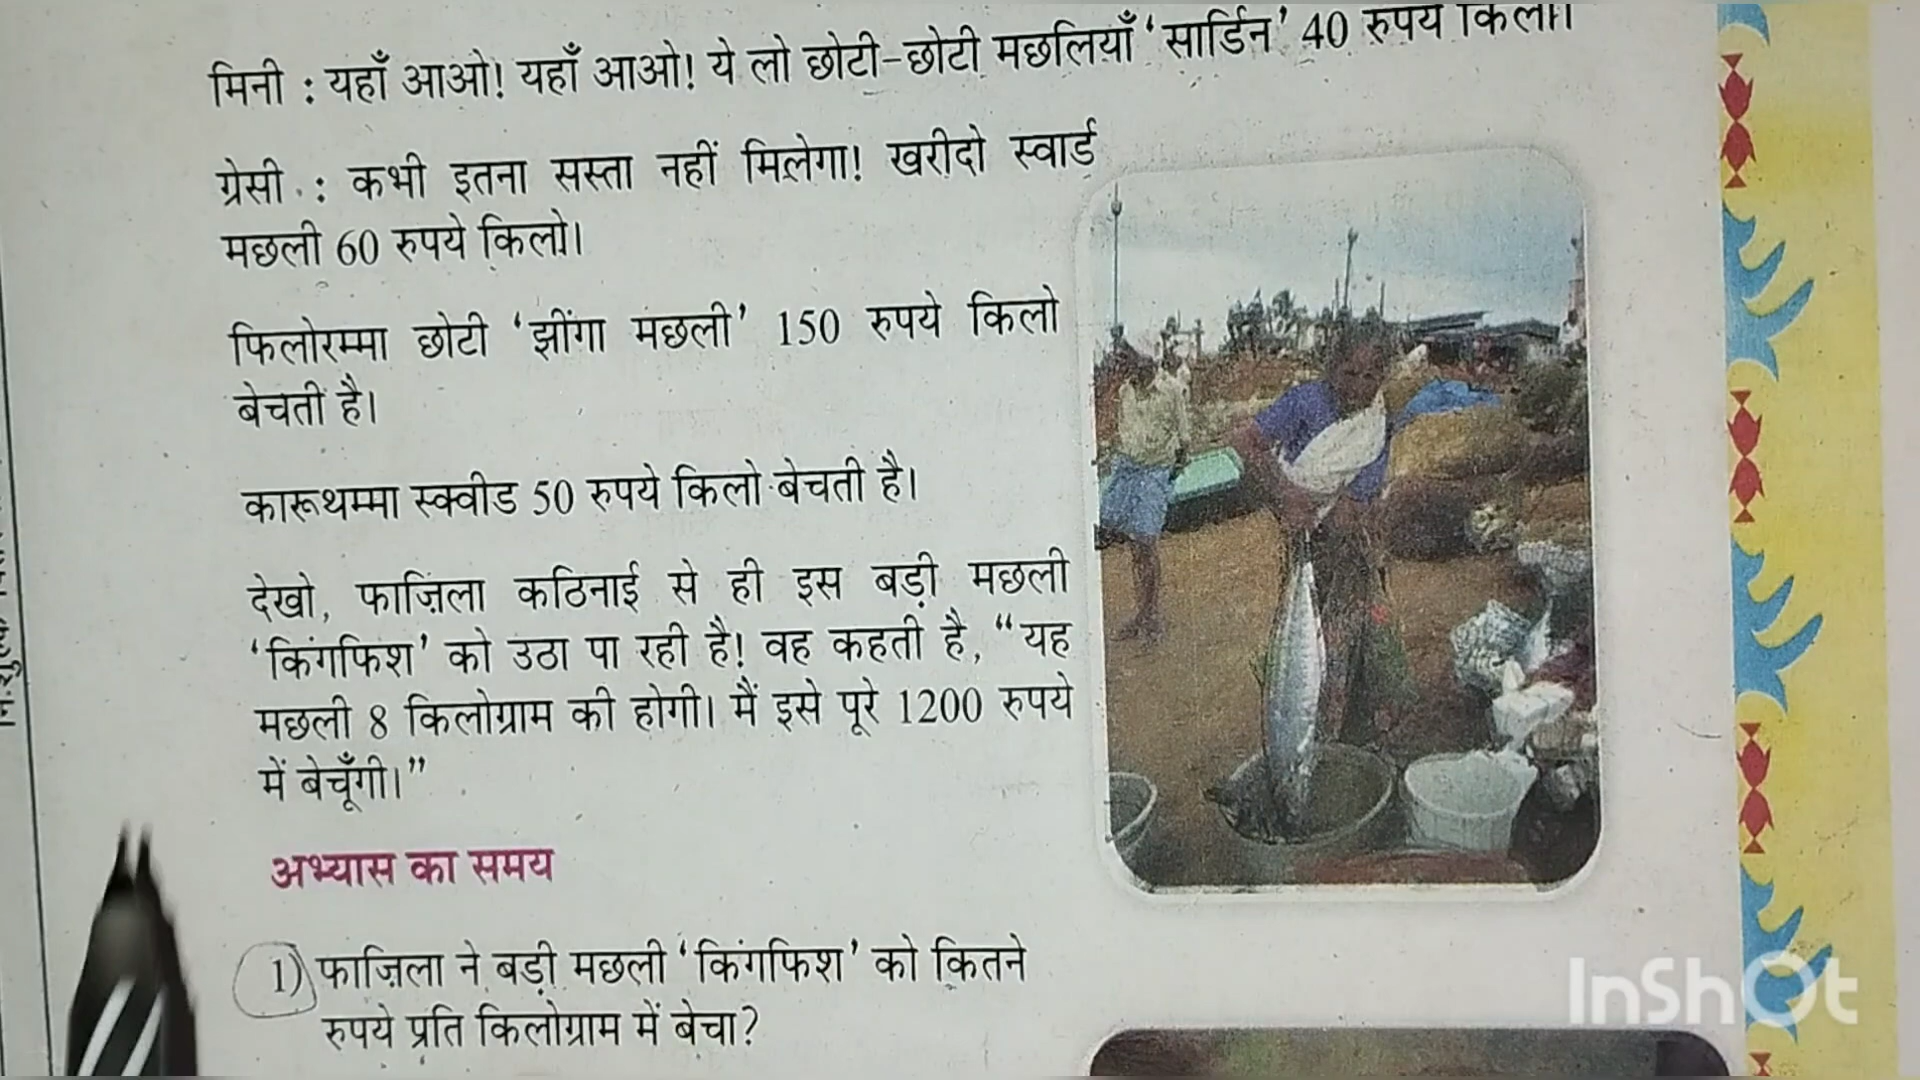 मिनी : यहाँ आओ! यहाँ आओ! ये लो छोटी-छोटी मछलियाँ ‘सार्डिन’ 40 रुपये किलो।
ग्रेसी : कभी इतना सस्ता नहीं मिलेगा! खरीदो स्वार्ड
मछली 60 रुपये किलो।
फिलोरम्मा छोटी ‘झींगा मछली’ 150 रुपये किलो
बेचती है।
कारूथम्मा स्क्वीड 50 रुपये किलो बेचती है।
देखो, फाज़िला कठिनाई से ही इस बड़ी मछली
‘किंगफिश’ को उठा पा रही है! वह कहती है, “यह
मछली 8 किलोग्राम की होगी। मैं इसे पूरे 1200 रुपये
में बेचूँगी।”
अभ्यास का समय
1) फाज़िला ने बड़ी मछली ‘किंगफिश’ को कितने
रुपये प्रति किलोग्राम में बेचा?
InShOt